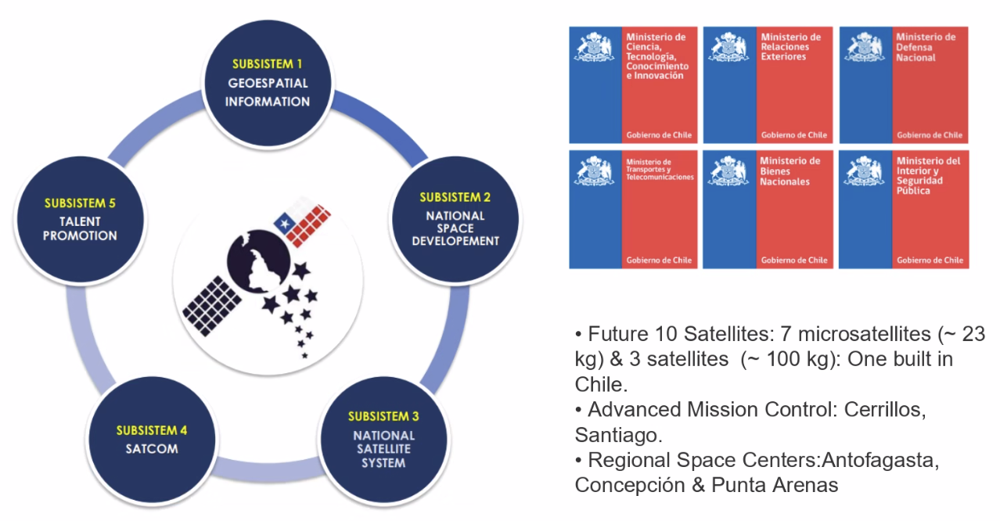 SUBSISTEM 1
GEOESPATIAL
INFORMATION
SUBSISTEM 2
NATIONAL
SPACE
DEVELOPEMENT
SUBSISTEM 3
NATIONAL
SATELLITE
SYSTEM
SUBSISTEM 4
SATCOM
SUBSISTEM 5
TALENT
PROMOTION
Ministerio de
Ciencia,
Tecnología,
Conocimiento
e Innovación
Gobierno de Chile
Ministerio de
Relaciones
Exteriores
Gobierno de Chile
Ministerio de
Defensa
Nacional
Gobierno de Chile
Ministerio de
Transportes y
Telecomunicaciones
Gobierno de Chile
Ministerio de
Bienes
Nacionales
Gobierno de Chile
Ministerio del
Interior y
Seguridad
Pública
Gobierno de Chile
• Future 10 Satellites: 7 microsatellites (~ 23
kg) & 3 satellites  (~ 100 kg): One built in
Chile.
• Advanced Mission Control: Cerrillos,
Santiago.
• Regional Space Centers:Antofagasta,
Concepción & Punta Arenas